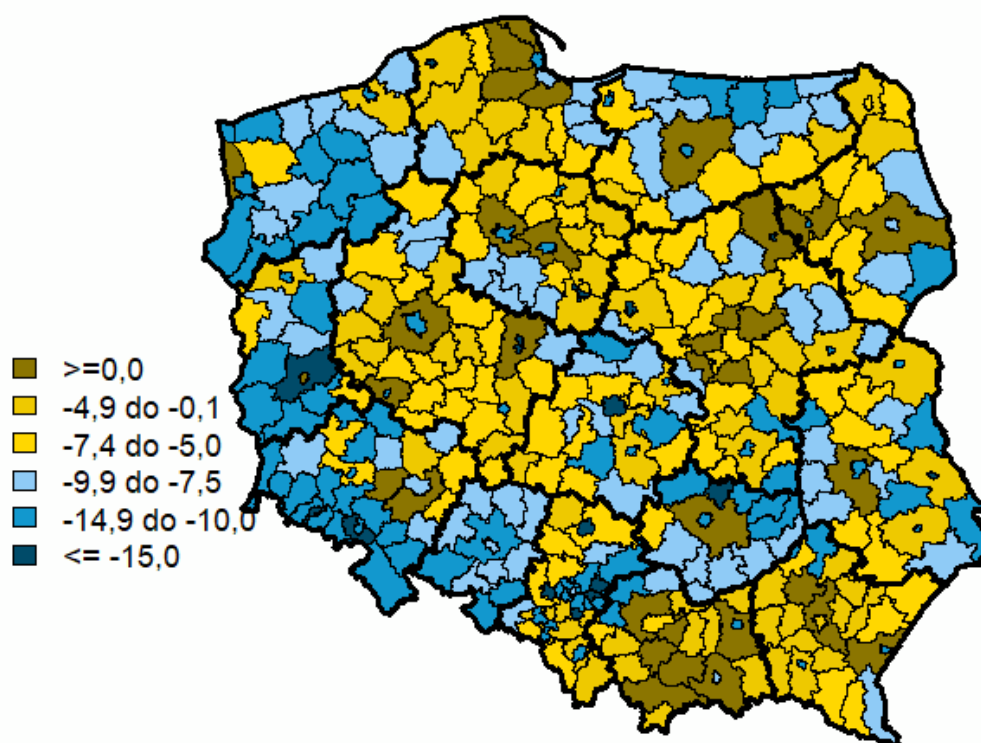 >=0,0
-4,9 do -0,1
-7,4 do -5,0
-9,9 do -7,5
-14,9 do -10,0
<= -15,0